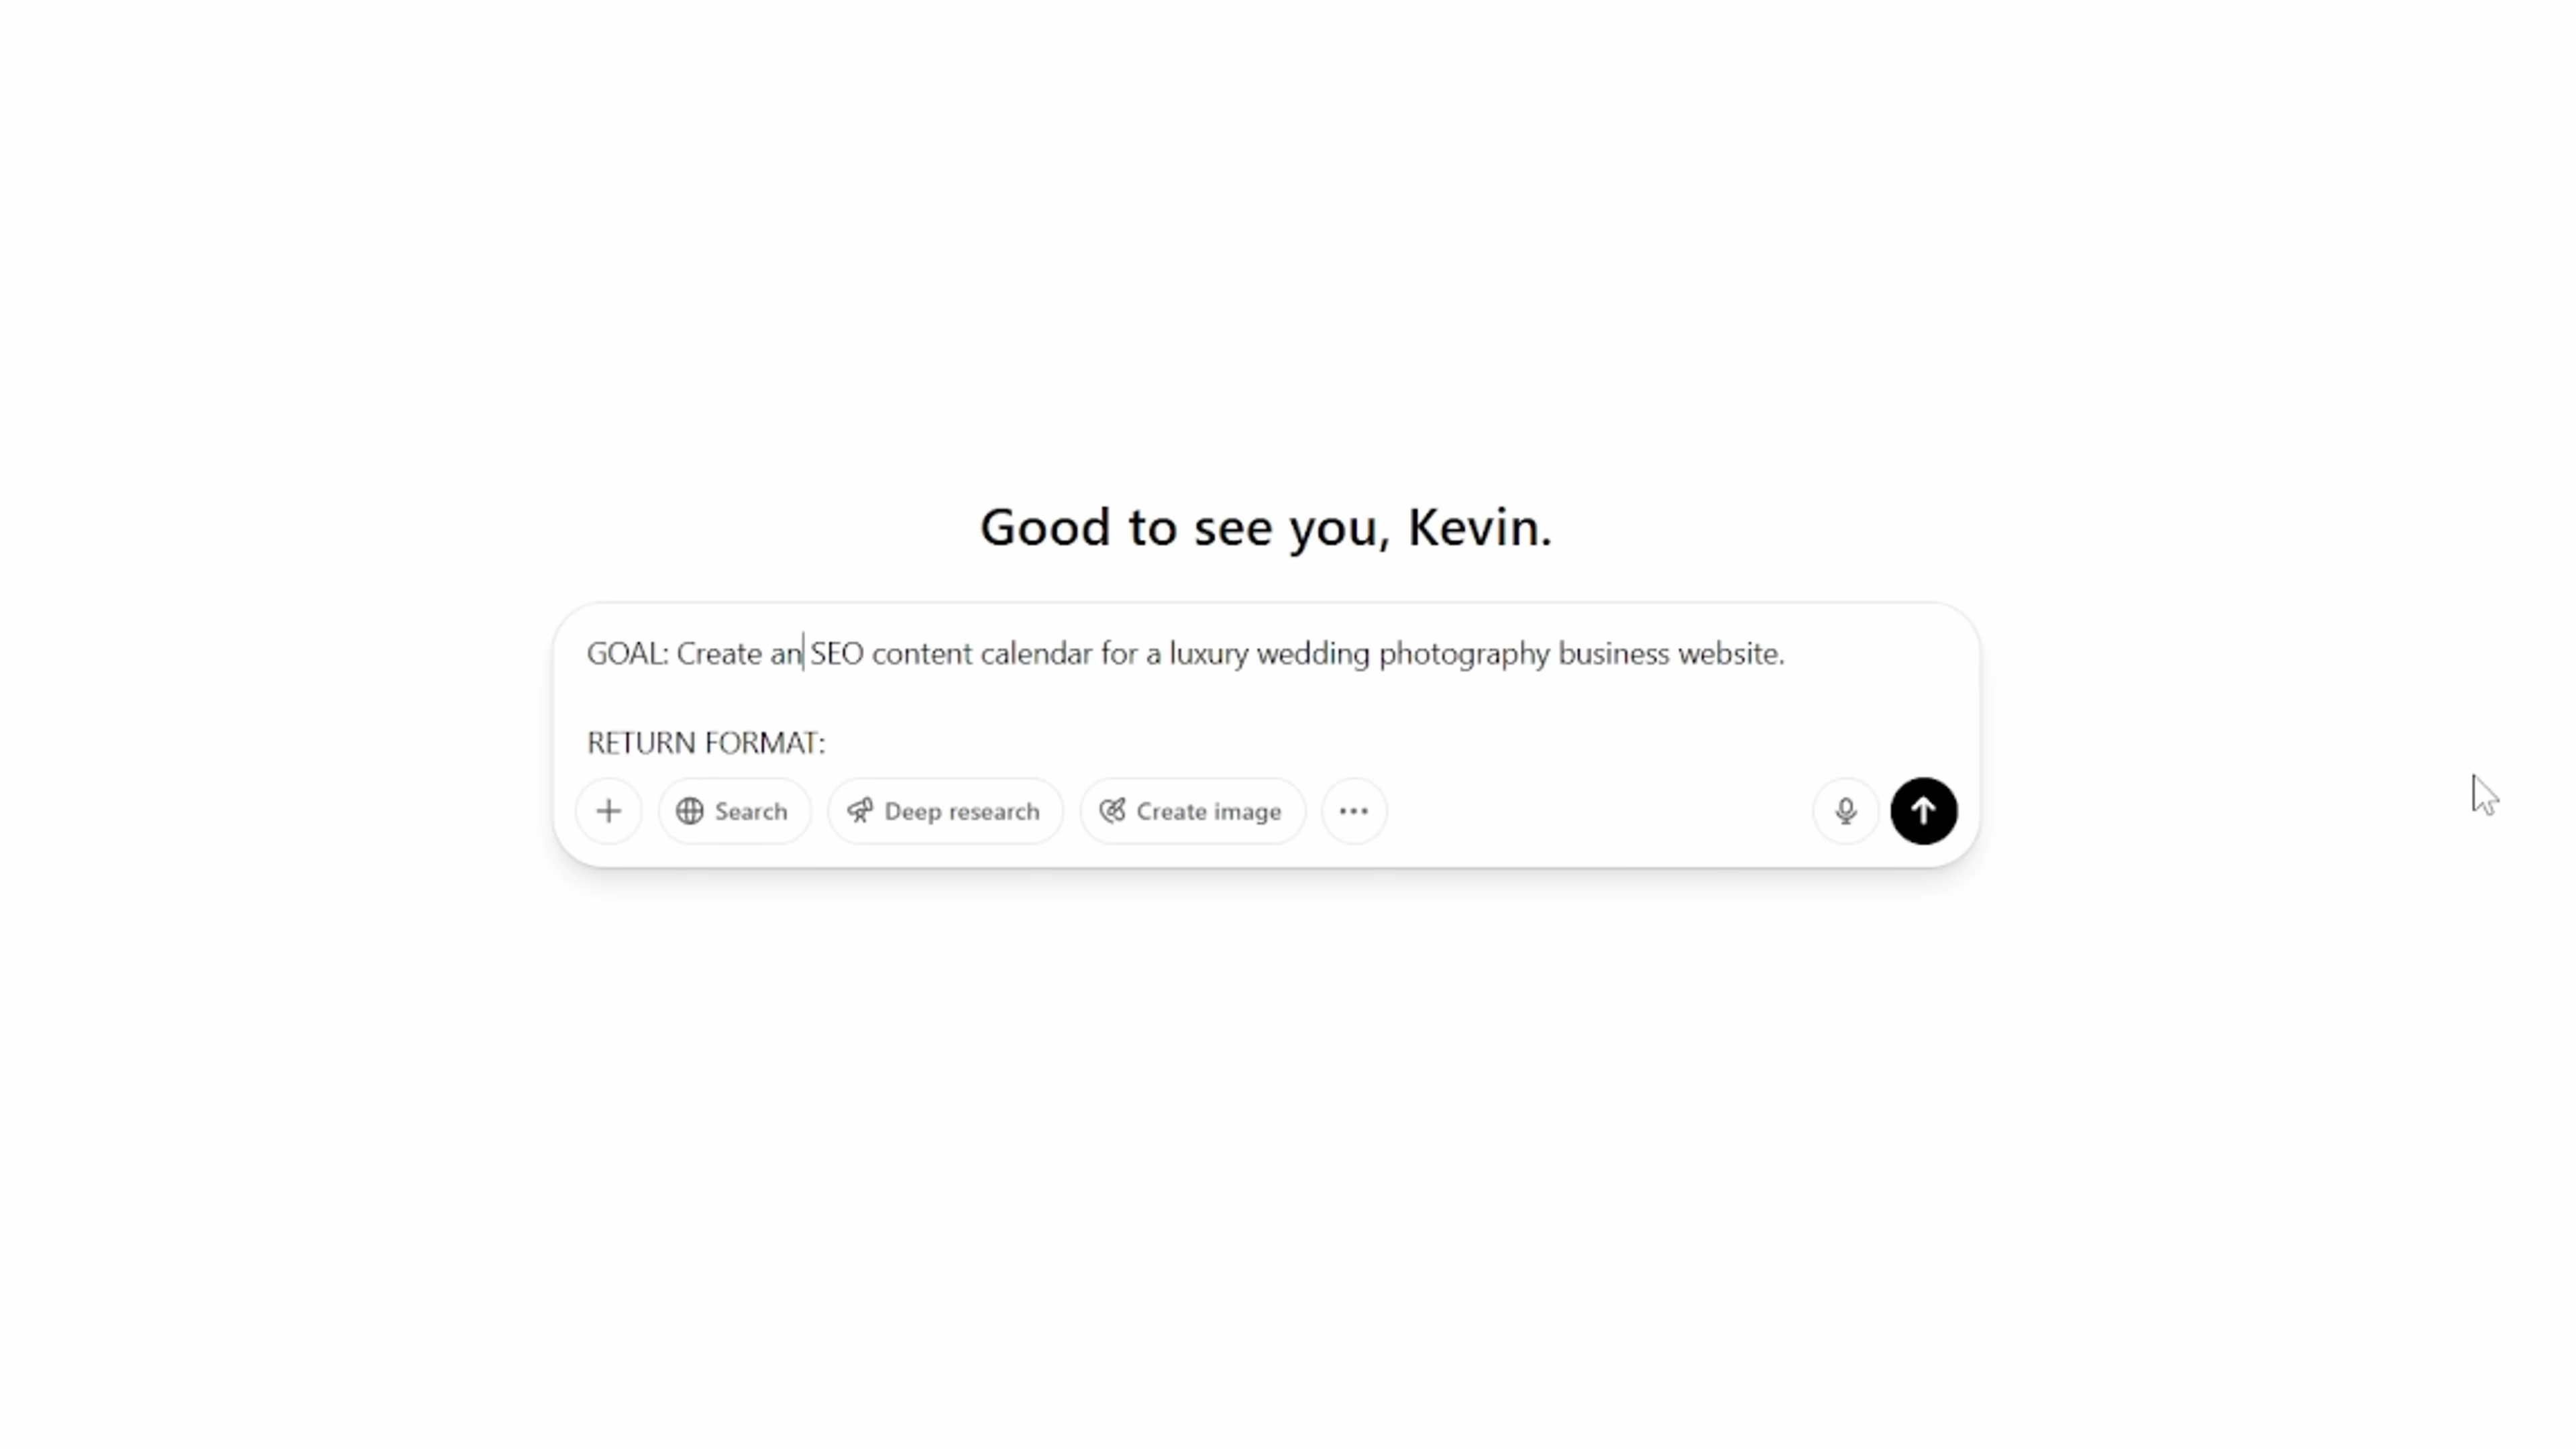 Good to see you, Kevin.
GOAL: Create an SEO content calendar for a luxury wedding photography business website.
RETURN FORMAT:
Search
Deep research
Create image